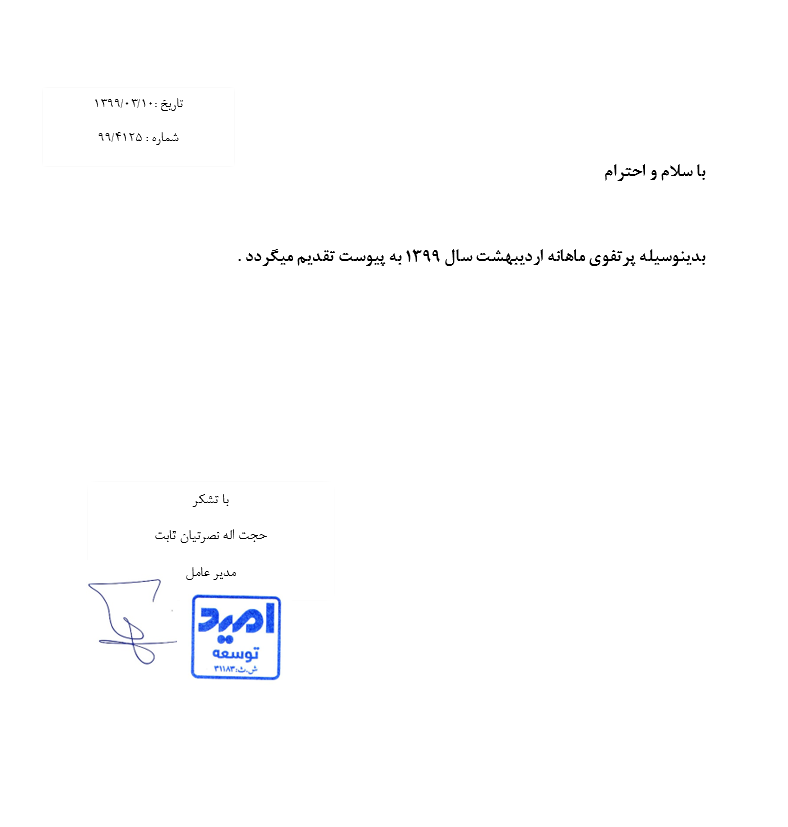 تاریخ :۱۳۹۹/۰۳/۱۰
شماره : ۹۹/۴۱۲۵
با سلام و احترام
بدینوسیله پرتفوی ماهانه اردیبهشت سال ۱۳۹۹ به پیوست تقدیم میگردد .
با تشکر
حجت اله نصرتیان ثابت
مدیر عامل
امید
توسعه
ش.ث:۳۱۱۸۳